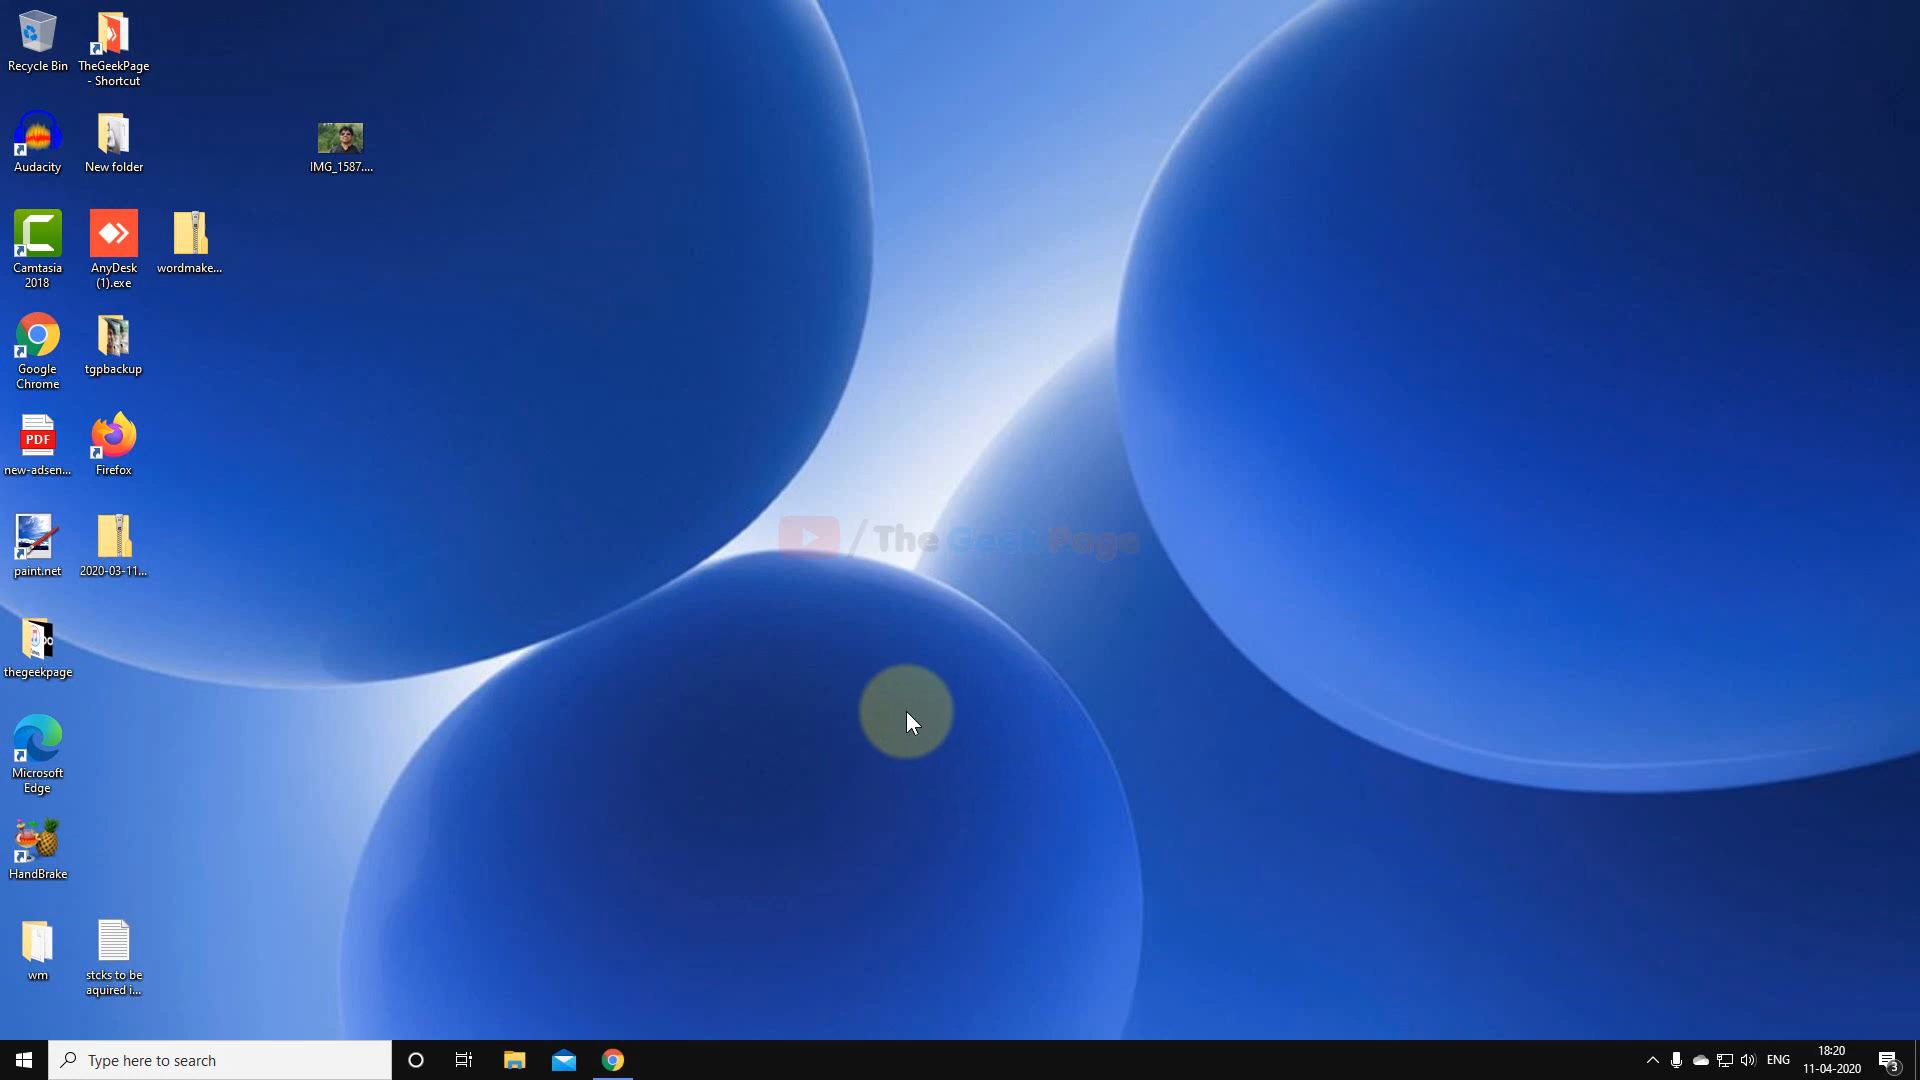 Recycle Bin
TheGeekPage
- Shortcut
Audacity
New folder
IMG_1587....
Camtasia
2018
AnyDesk
(1).exe
wordmake...
Google
Chrome
tgpbackup
PDF
new-adsen...
Firefox
paint.net
2020-03-11...
/The Geek Page
thegeekpage
Microsoft
Edge
HandBrake
wm
stcks to be
aquired i...
Type here to search
ENG
18:20
11-04-2020
3